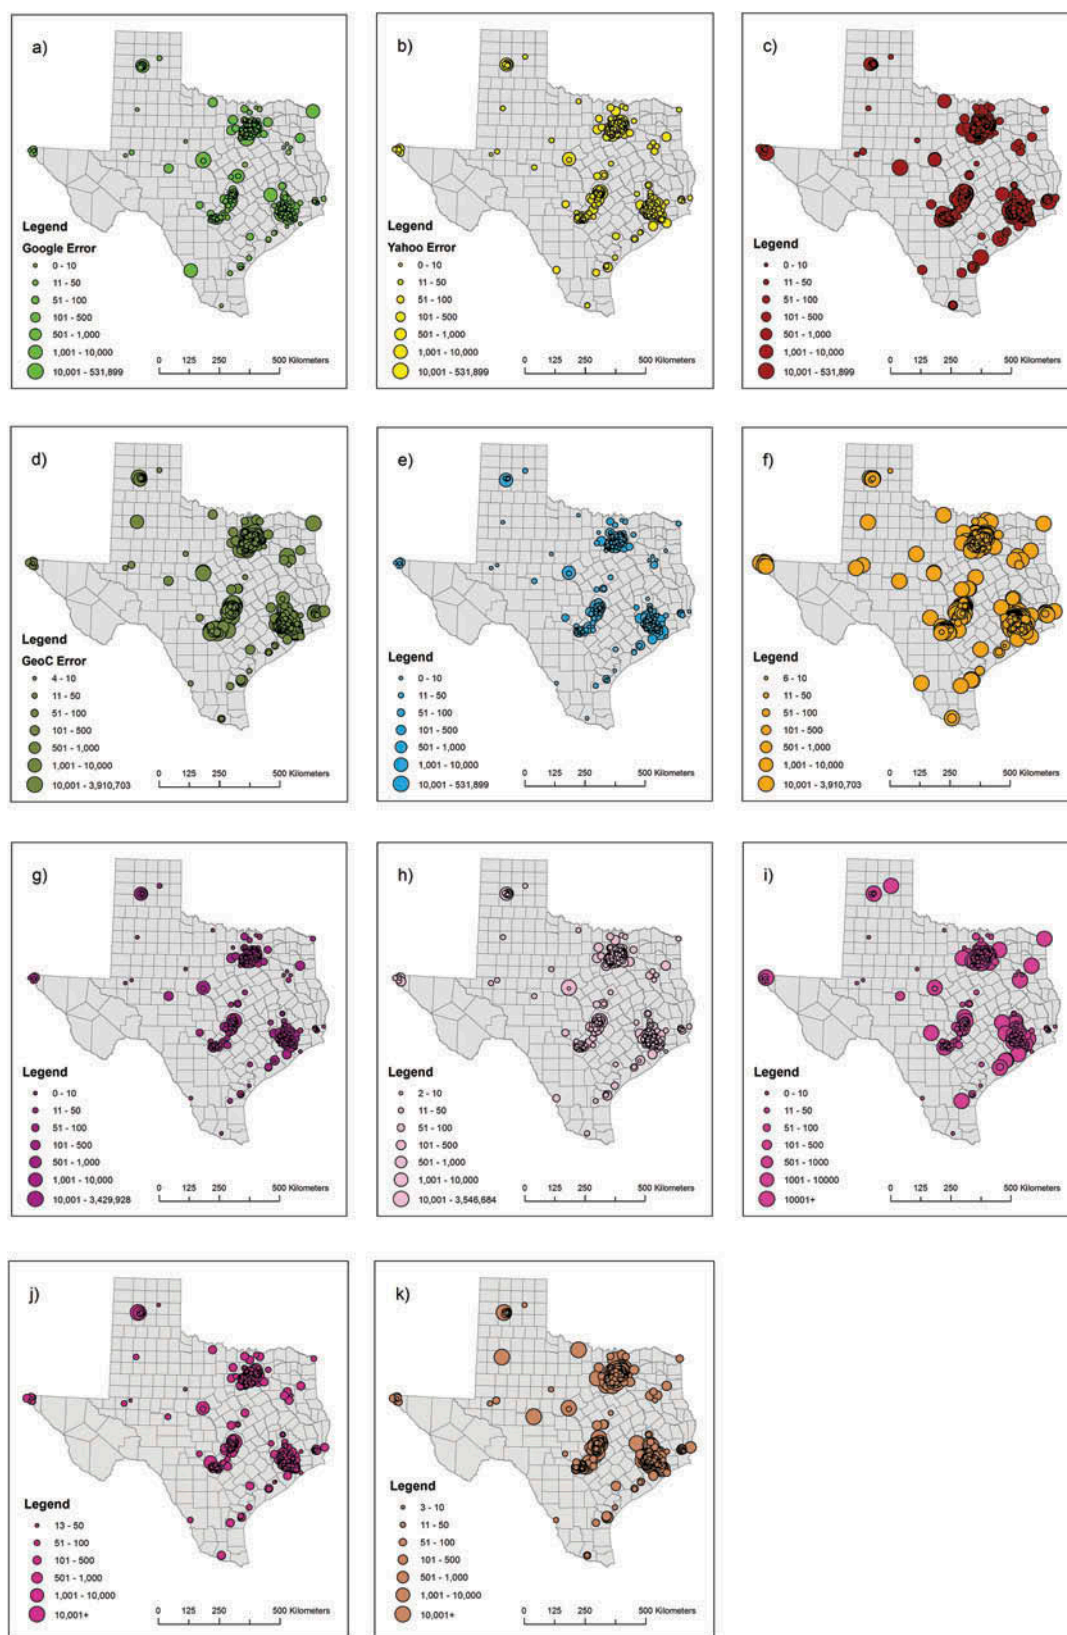 a)
Legend
Google Error
0 - 10
11 - 50
51 - 100
101 - 500
501 - 1,000
1,001 - 10,000
10,001 - 531,899
0 125 250 500 Kilometers
b)
Legend
Yahoo Error
0 - 10
11 - 50
51 - 100
101 - 500
501 - 1,000
1,001 - 10,000
10,001 - 531,899
0 125 250 500 Kilometers
c)
Legend
0 - 10
11 - 50
51 - 100
101 - 500
501 - 1,000
1,001 - 10,000
10,001 - 531,899
0 125 250 500 Kilometers
d)
Legend
GeoC Error
4 - 10
11 - 50
51 - 100
101 - 500
501 - 1,000
1,001 - 10,000
10,001 - 3,910,703
0 125 250 500 Kilometers
e)
Legend
0 - 10
11 - 50
51 - 100
101 - 500
501 - 1,000
1,001 - 10,000
10,001 - 531,899
0 125 250 500 Kilometers
f)
Legend
6 - 10
11 - 50
51 - 100
101 - 500
501 - 1,000
1,001 - 10,000
10,001 - 3,910,703
0 125 250 500 Kilometers
g)
Legend
0 - 10
11 - 50
51 - 100
101 - 500
501 - 1,000
1,001 - 10,000
10,001 - 3,429,928
0 125 250 500 Kilometers
h)
Legend
2 - 10
11 - 50
51 - 100
101 - 500
501 - 1,000
1,001 - 10,000
10,001 - 3,546,684
0 125 250 500 Kilometers
i)
Legend
0 - 10
11 - 50
51 - 100
101 - 500
501 - 1000
1001 - 10000
10001+
0 125 250 500 Kilometers
j)
Legend
13 - 50
51 - 100
101 - 500
501 - 1,000
1,001 - 10,000
10,001+
0 125 250 500 Kilometers
k)
Legend
3 - 10
11 - 50
51 - 100
101 - 500
501 - 1,000
1,001 - 10,000
10,001+
0 125 250 500 Kilometers